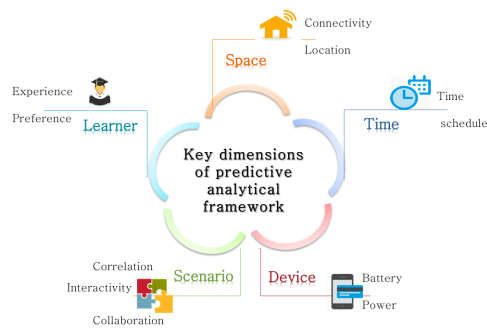 Connectivity
Location
Space
Experience
Preference
Learner
Time
schedule
Time
Key dimensions
of predictive
analytical
framework
Correlation
Interactivity
Collaboration
Scenario
Device
Battery
Power